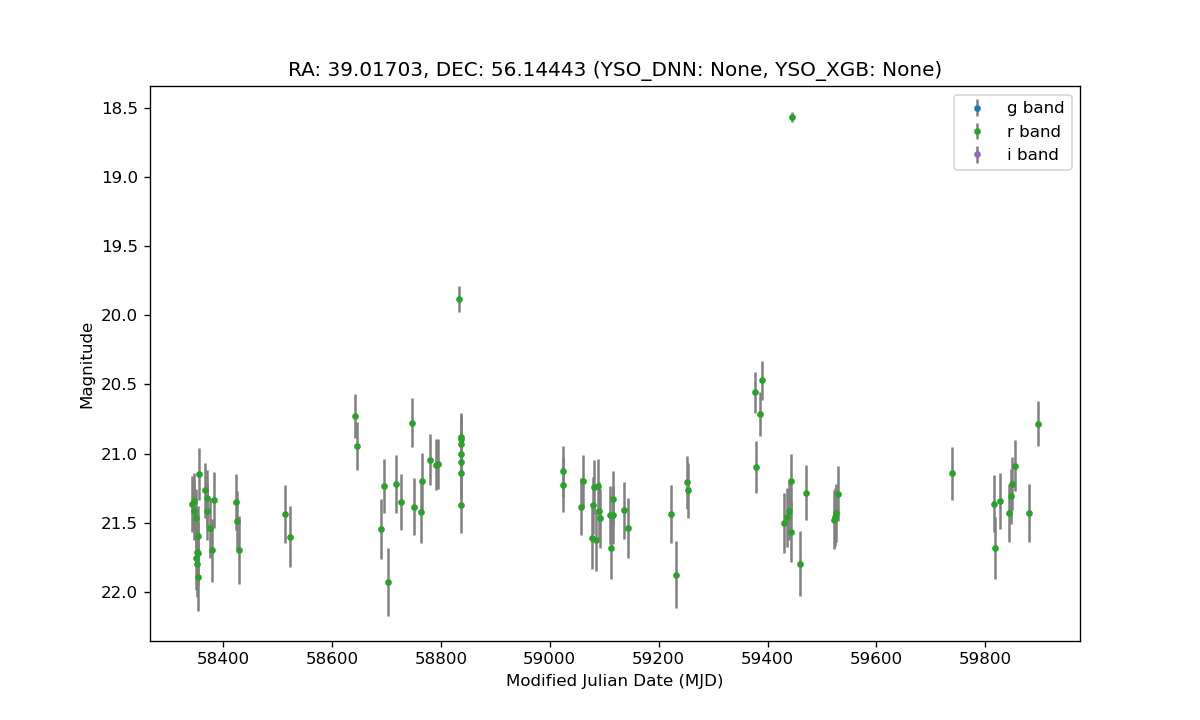 RA: 39.01703, DEC: 56.14443 (YSO_DNN: None, YSO_XGB: None)
g band
r band
i band
18.5
19.0
19.5
20.0
20.5
21.0
21.5
22.0
Magnitude
58400
58600
58800
59000
59200
59400
59600
59800
Modified Julian Date (MJD)